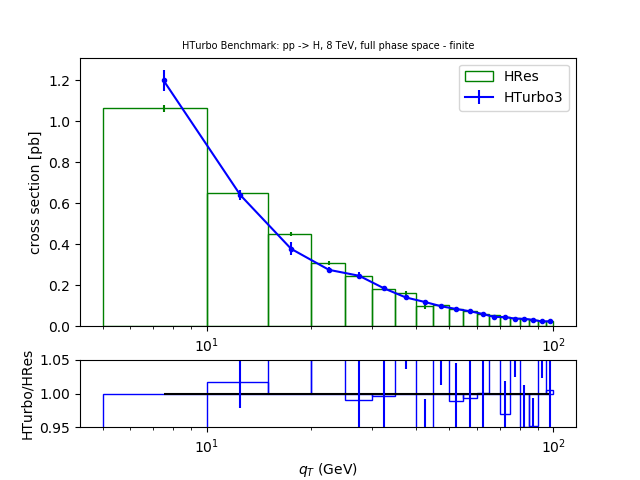 HTurbo Benchmark: pp -> H, 8 TeV, full phase space - finite
HRes
HTurbo3
cross section [pb]
1.2
1.0
0.8
0.6
0.4
0.2
0.0
10¹
10²
HTurbo/HRes
1.05
1.00
0.95
10¹
10²
q_T (GeV)